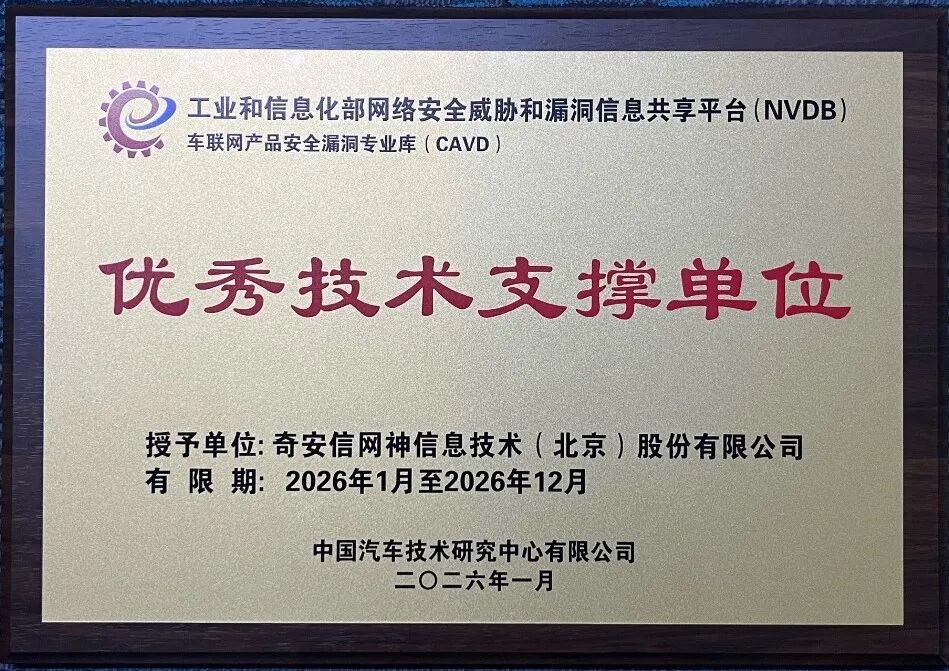 工业和信息化部网络安全威胁和漏洞信息共享平台（NVDB）
车联网产品安全漏洞专业库（CAVD）
优秀技术支撑单位
授予单位：奇安信网神信息技术（北京）股份有限公司
有 限 期： 2026年1月至2026年12月
中国汽车技术研究中心有限公司
二〇二六年一月